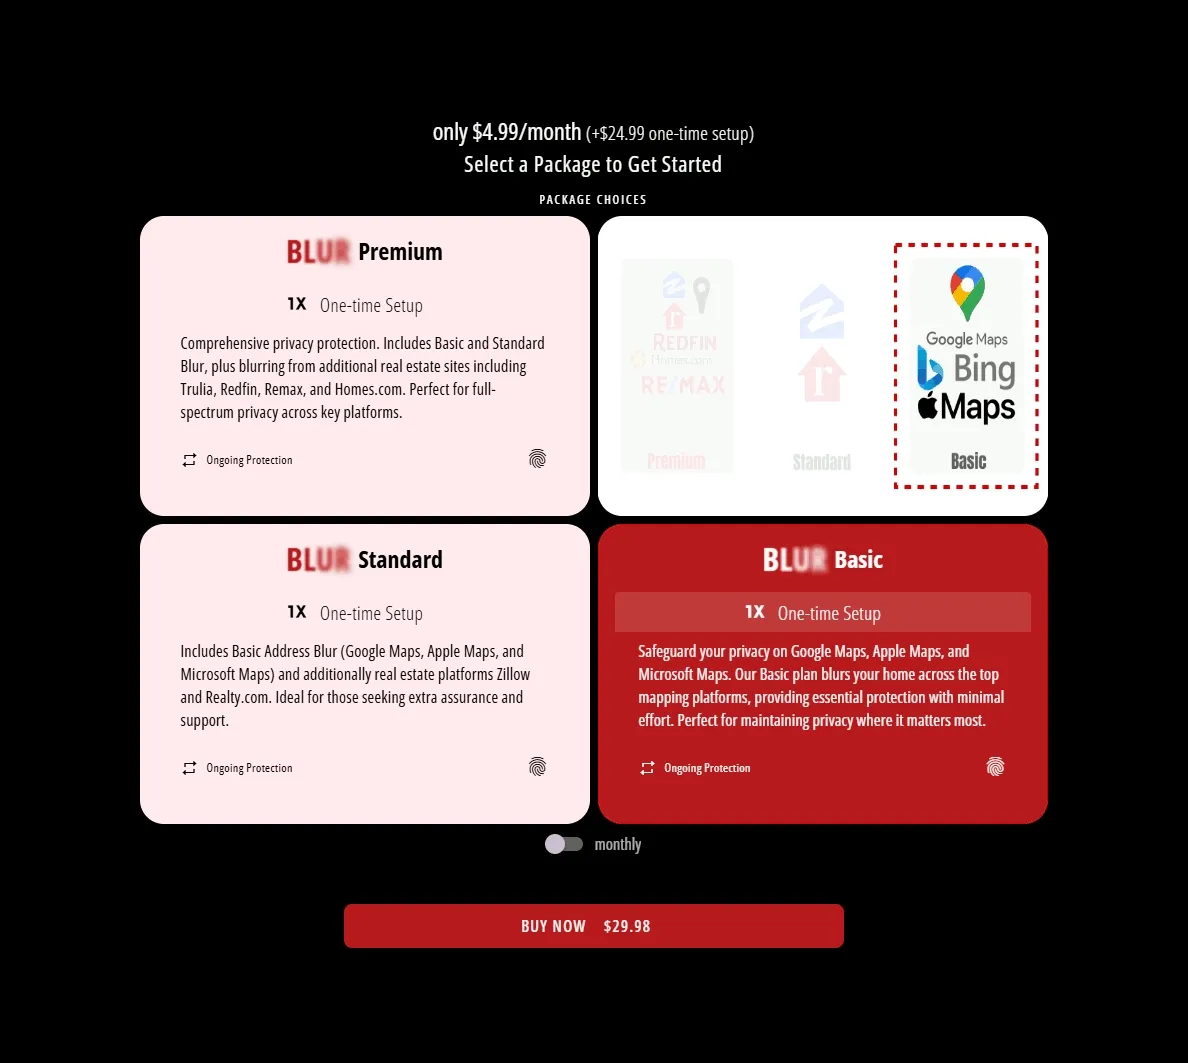 only $4.99/month (+$24.99 one-time setup)
Select a Package to Get Started
PACKAGE CHOICES
BLUR Premium
1X One-time Setup
Comprehensive privacy protection. Includes Basic and Standard
Blur, plus blurring from additional real estate sites including
Trulia, Redfin, Remax, and Homes.com. Perfect for full-
spectrum privacy across key platforms.
Ongoing Protection
REDFIN
Homes.com
RE/MAX
Premium
r
Standard
Google Maps
Bing
Maps
Basic
BLUR Standard
1X One-time Setup
Includes Basic Address Blur (Google Maps, Apple Maps, and
Microsoft Maps) and additionally real estate platforms Zillow
and Realty.com. Ideal for those seeking extra assurance and
support.
Ongoing Protection
BLUR Basic
1X One-time Setup
Safeguard your privacy on Google Maps, Apple Maps, and
Microsoft Maps. Our Basic plan blurs your home across the top
mapping platforms, providing essential protection with minimal
effort. Perfect for maintaining privacy where it matters most.
Ongoing Protection
monthly
BUY NOW $29.98